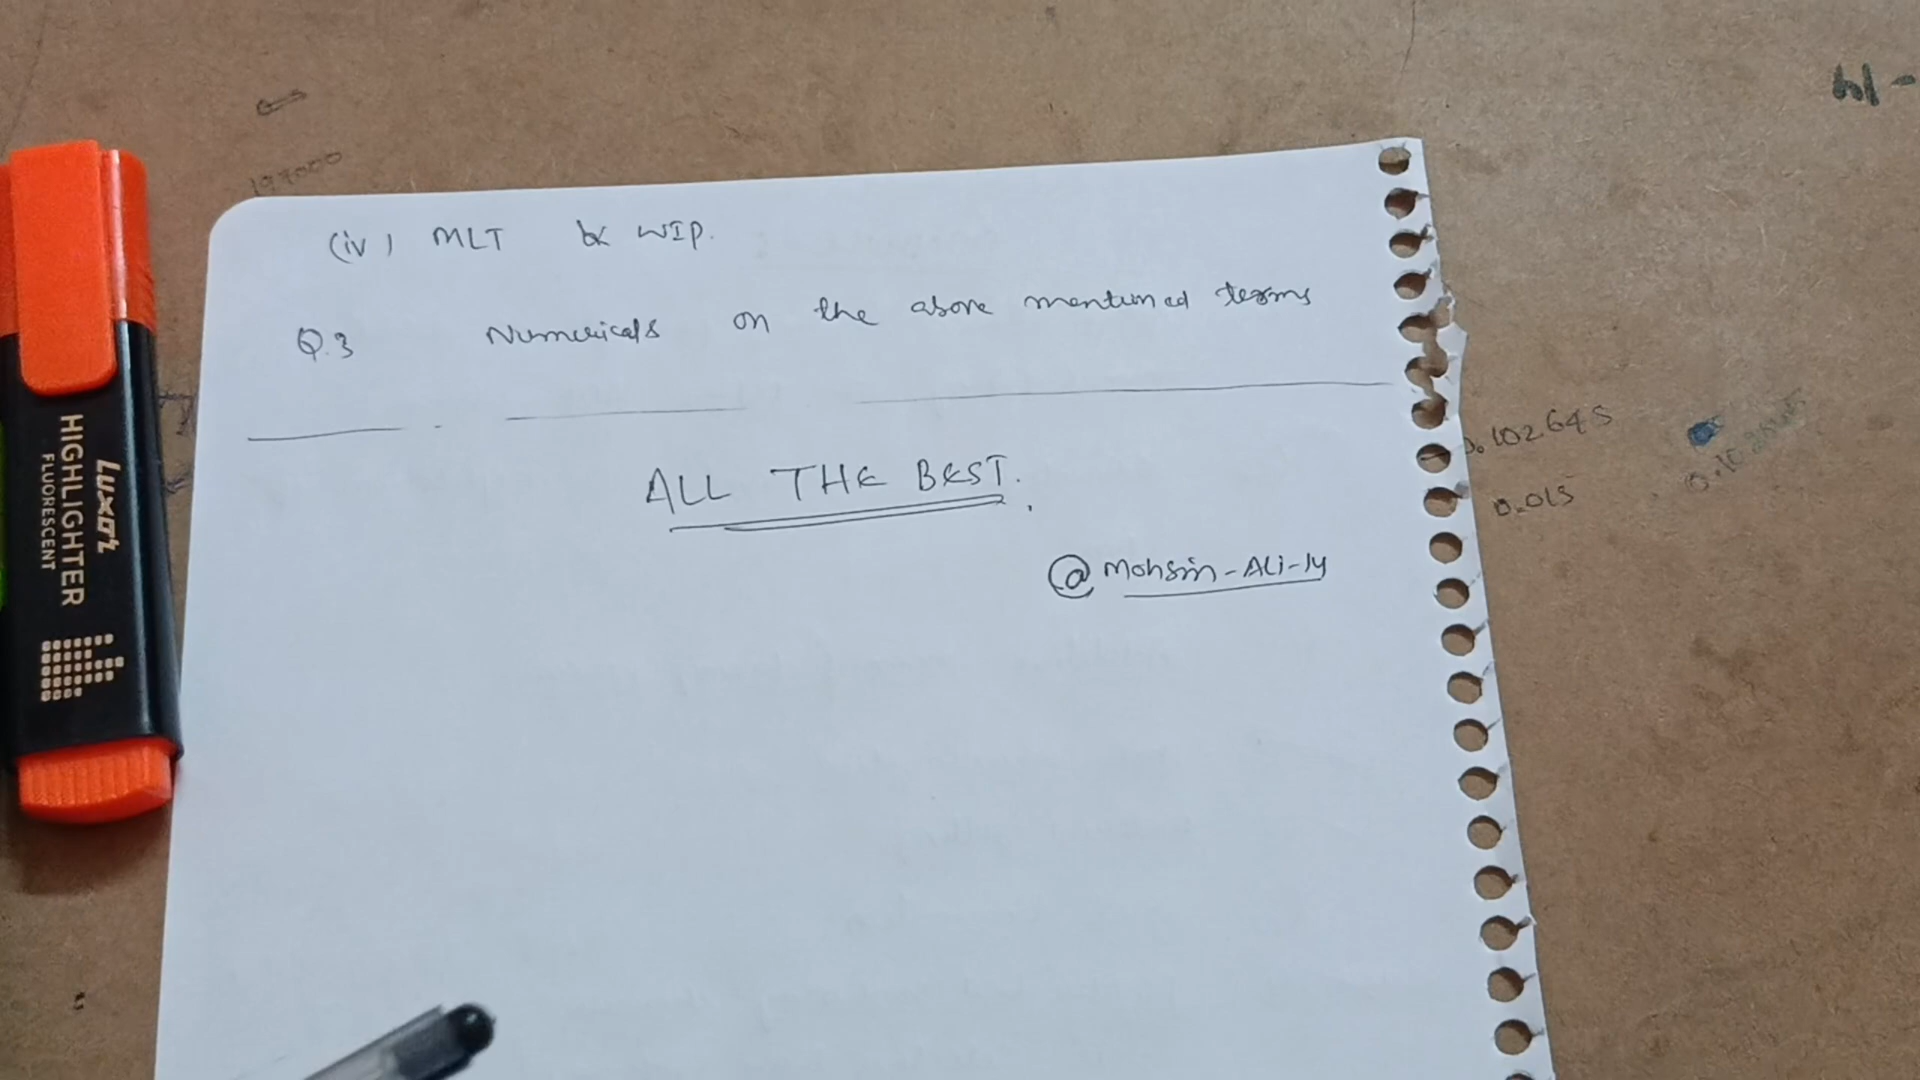 (iv) MLT & WIP.
Q.3 Numericals on the above mentioned terms
ALL THE BEST.
@Mohsin-Ali-14
Luxor
HIGHLIGHTER
FLUORESCENT
199000
0.102645
0.015